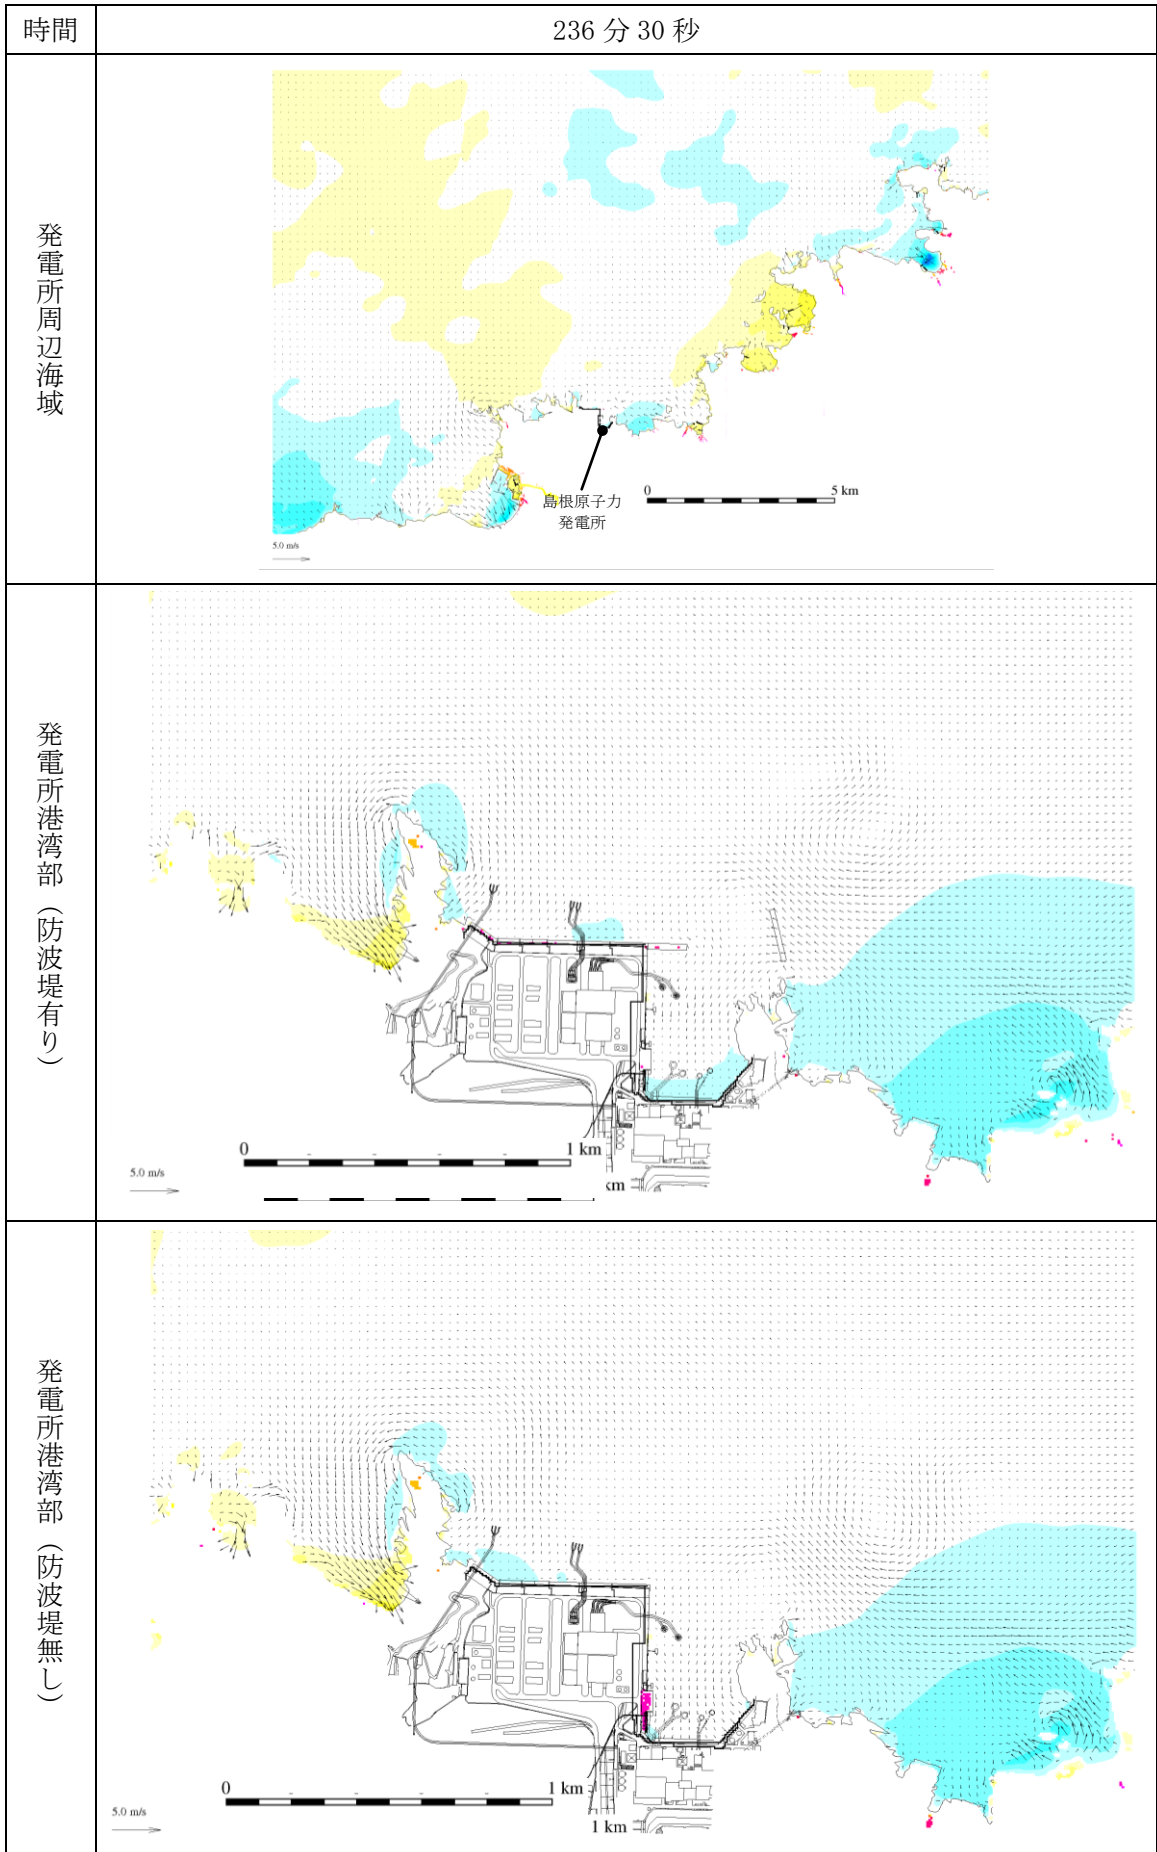 時間
236 分 30 秒
発電所周辺海域
島根原子力
発電所
0 5 km
5.0 m/s
発電所港湾部（防波堤有り）
0 1 km
5.0 m/s
km
発電所港湾部（防波堤無し）
0 1 km
5.0 m/s
1 km